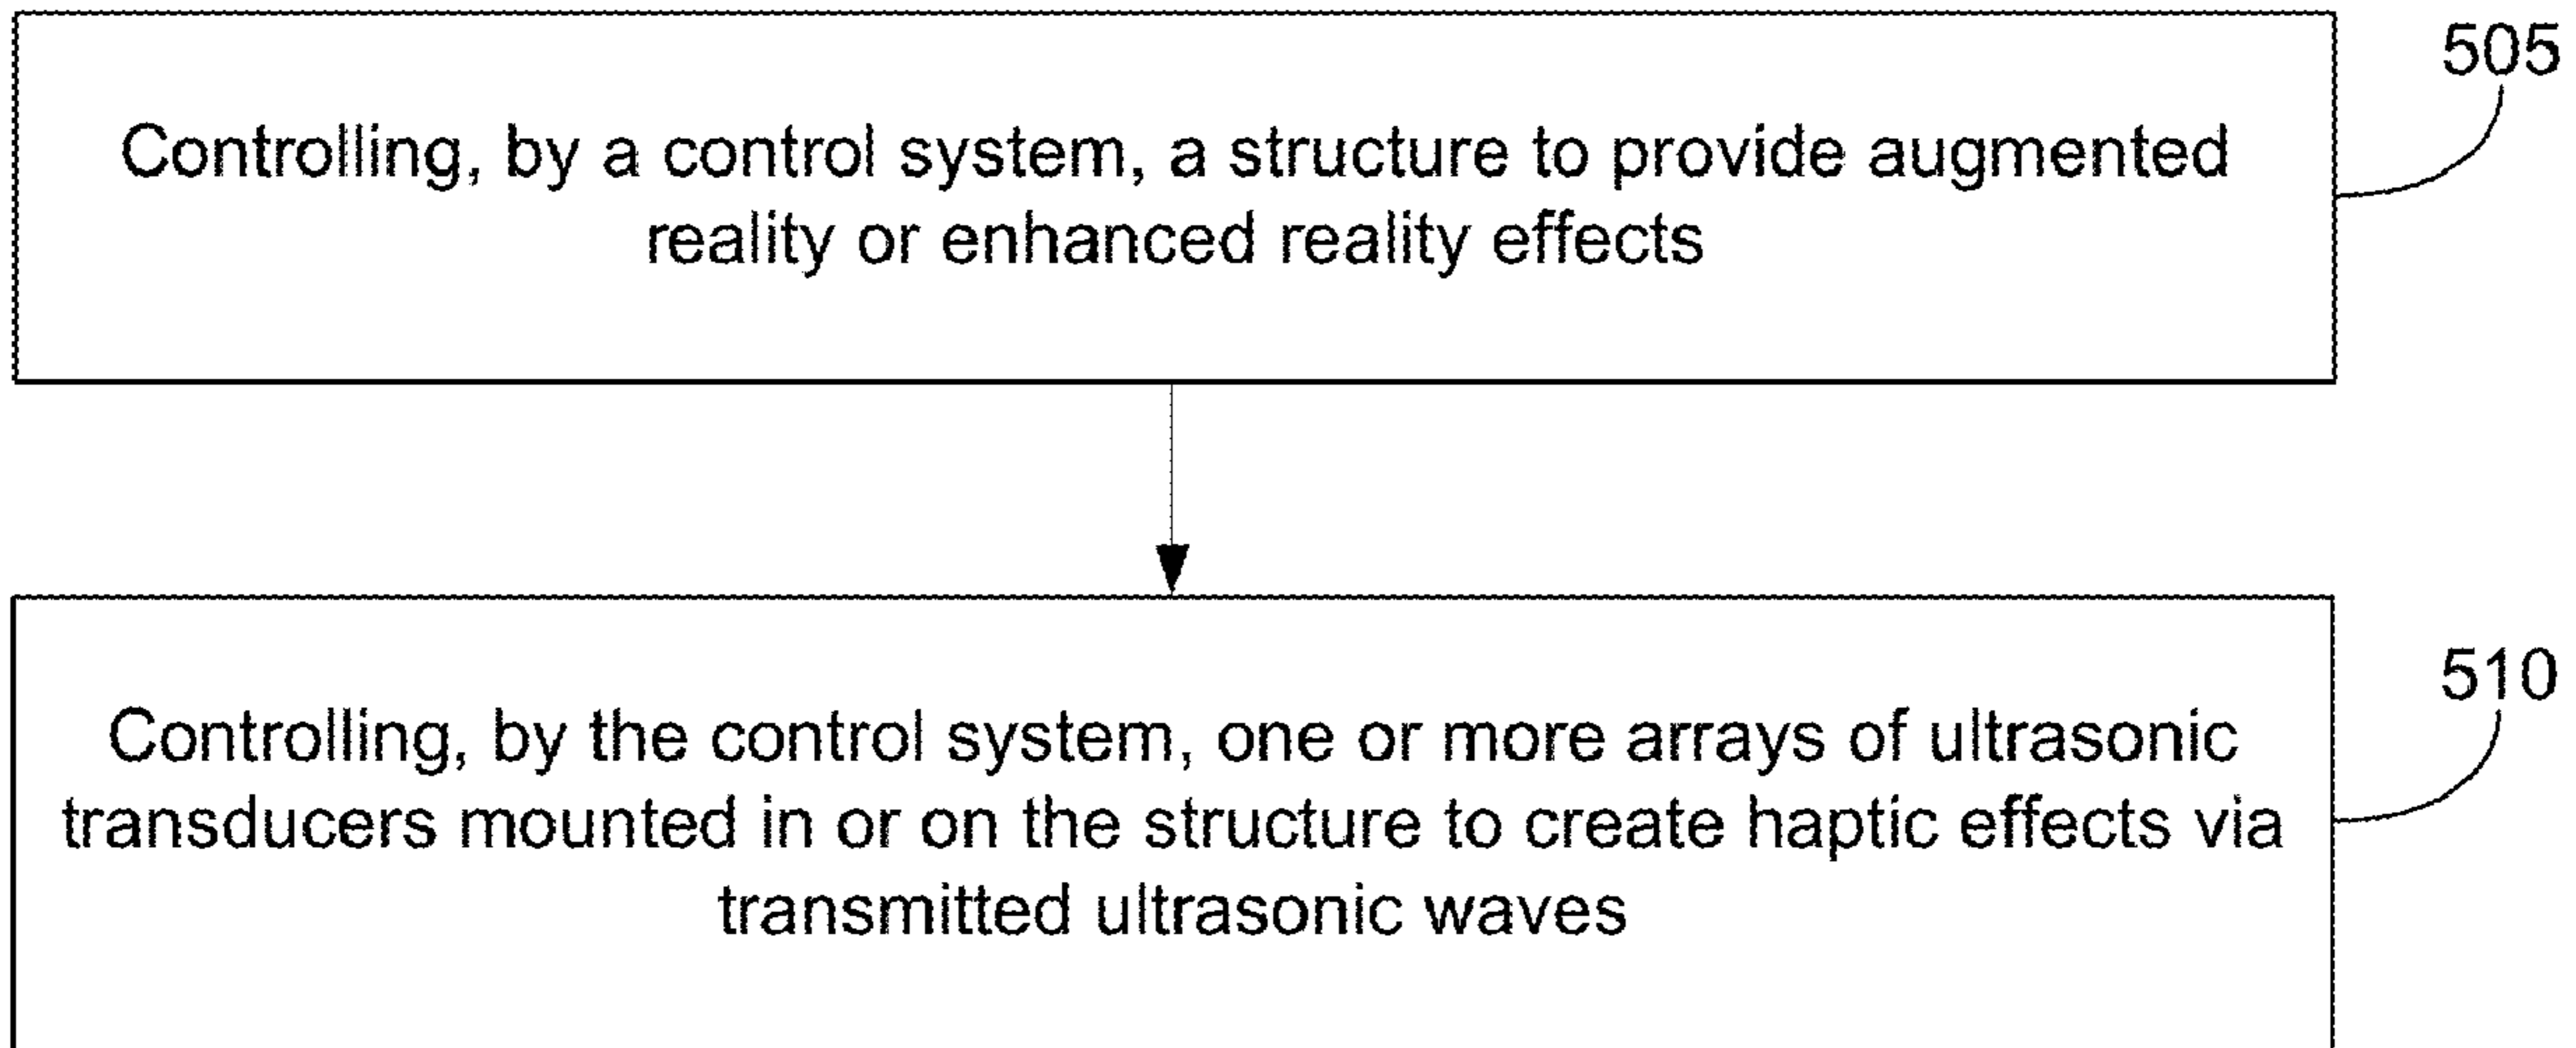 505
Controlling, by a control system, a structure to provide augmented
reality or enhanced reality effects
510
Controlling, by the control system, one or more arrays of ultrasonic
transducers mounted in or on the structure to create haptic effects via
transmitted ultrasonic waves